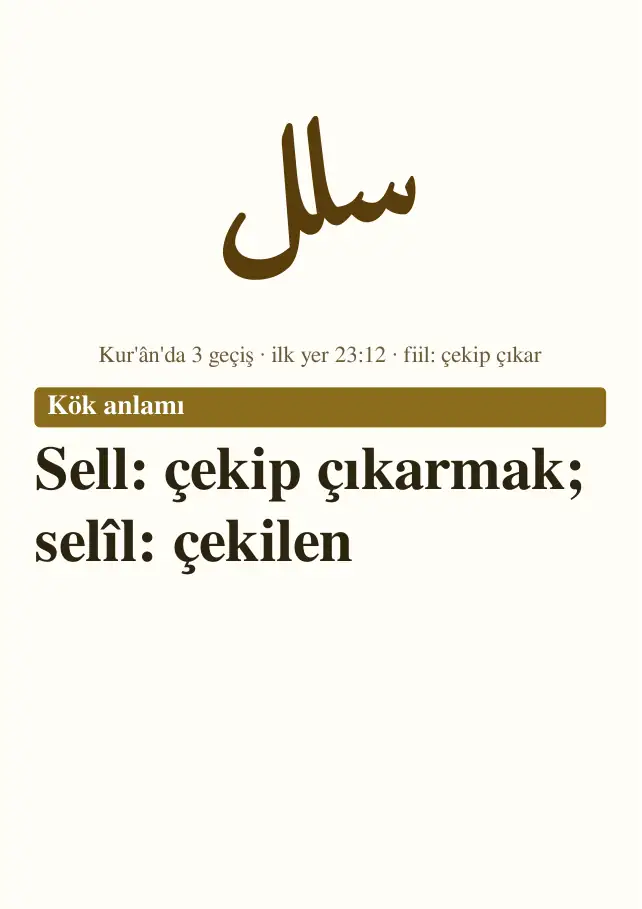 سلل
Kur'ân'da 3 geçiş · ilk yer 23:12 · fiil: çekip çıkar
Kök anlamı
Sell: çekip çıkarmak;
selîl: çekilen